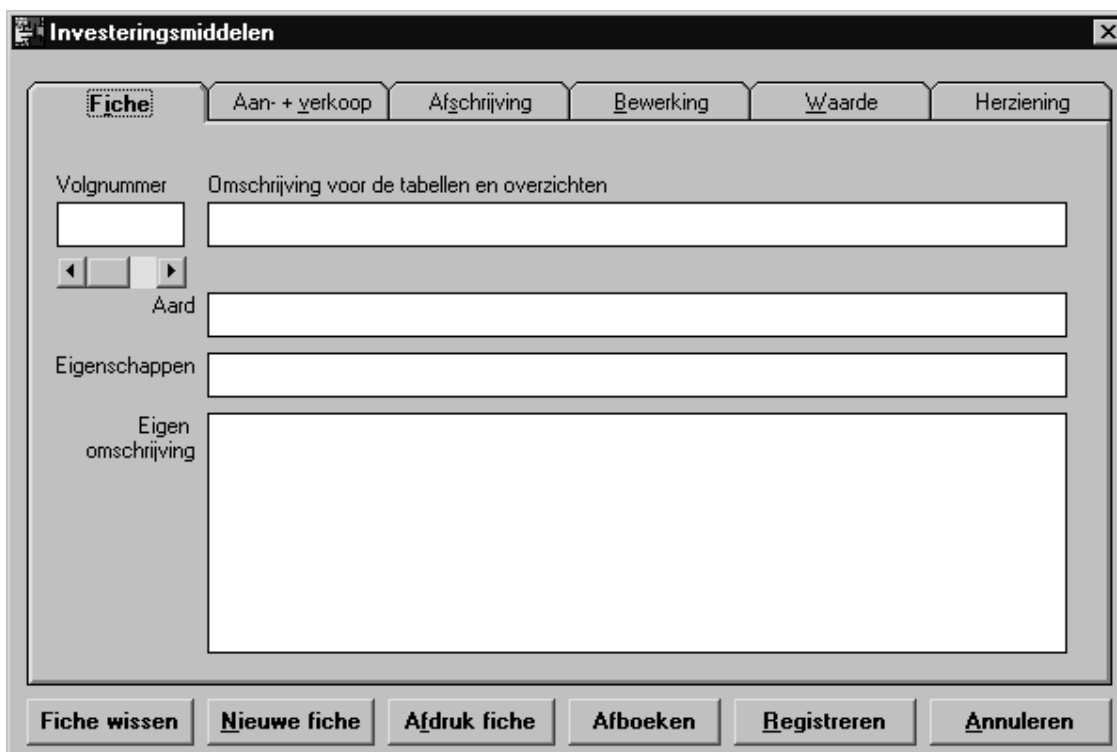 Investeringsmiddelen
Fiche Aan- + verkoop Afschrijving Bewerking Waarde Herziening
Volgnummer Omschrijving voor de tabellen en overzichten
Aard
Eigenschappen
Eigen
omschrijving
Fiche wissen Nieuwe fiche Afdruk fiche Afboeken Registreren Annuleren